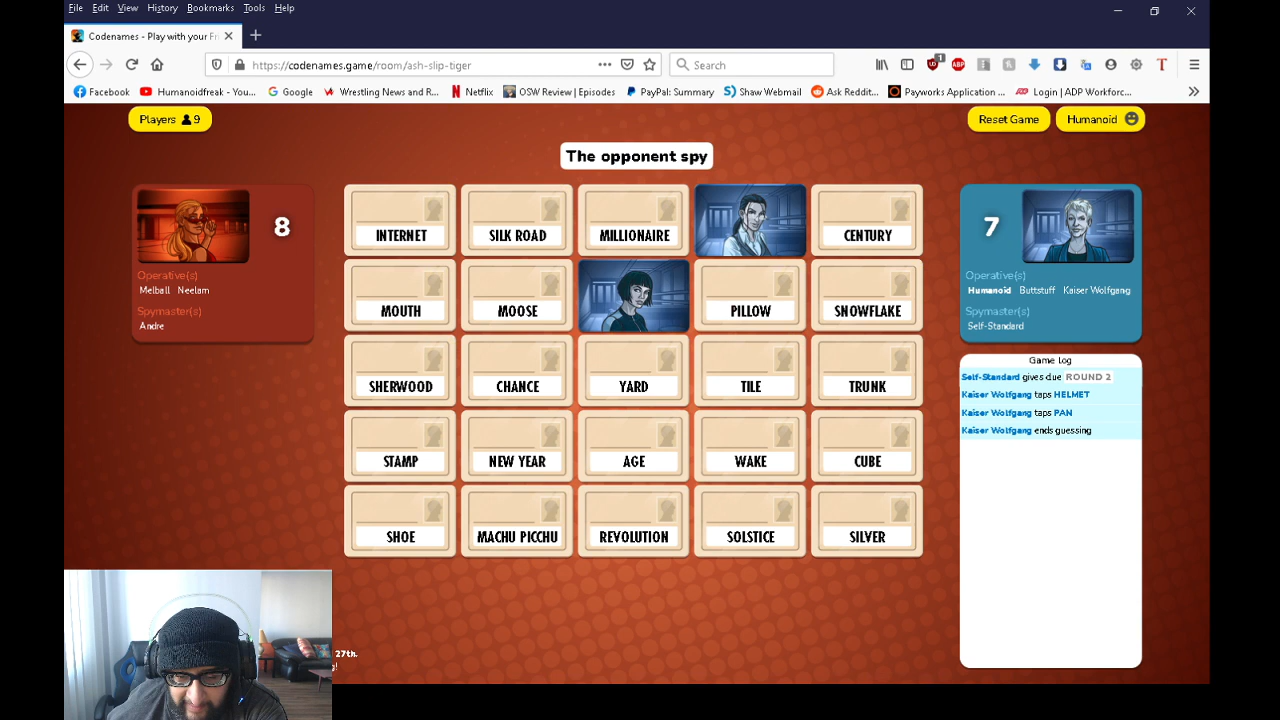 File Edit View History Bookmarks Tools Help
Codenames - Play with your Fri
https://codenames.game/room/ash-slip-tiger
Search
Facebook Humanoidfreak - You... Google Wrestling News and R... Netflix OSW Review | Episodes PayPal: Summary Shaw Webmail Ask Reddit... Payworks Application ... Login | ADP Workforc...
Players 9
Reset Game
Humanoid
The opponent spy
8
Operative(s)
Melball Neelam
Spymaster(s)
Andre
INTERNET SILK ROAD MILLIONAIRE CENTURY
MOUTH MOOSE PILLOW SNOWFLAKE
SHERWOOD CHANCE YARD TILE TRUNK
STAMP NEW YEAR AGE WAKE CUBE
SHOE MACHU PICCHU REVOLUTION SOLSTICE SILVER
7
Operative(s)
Humanoid Buttstuff Kaiser Wolfgang
Spymaster(s)
Self-Standard
Game Log
Self-Standard gives clue ROUND 2
Kaiser Wolfgang taps HELMET
Kaiser Wolfgang taps PAN
Kaiser Wolfgang ends guessing
27th.